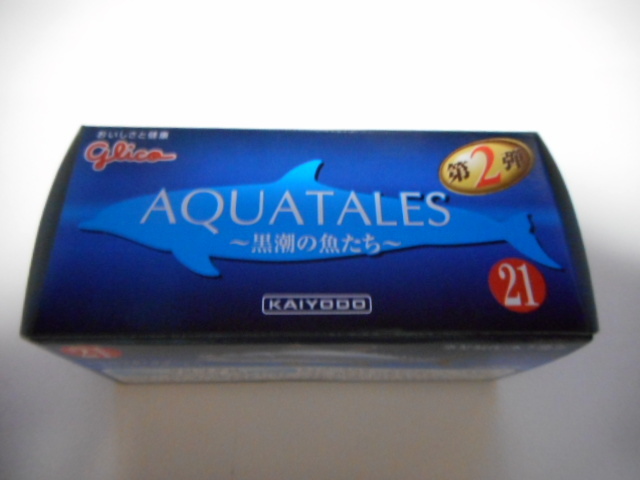 おいしさと健康
glico
第2弾
AQUATALES
~黒潮の魚たち~
21
KAIYODO
21